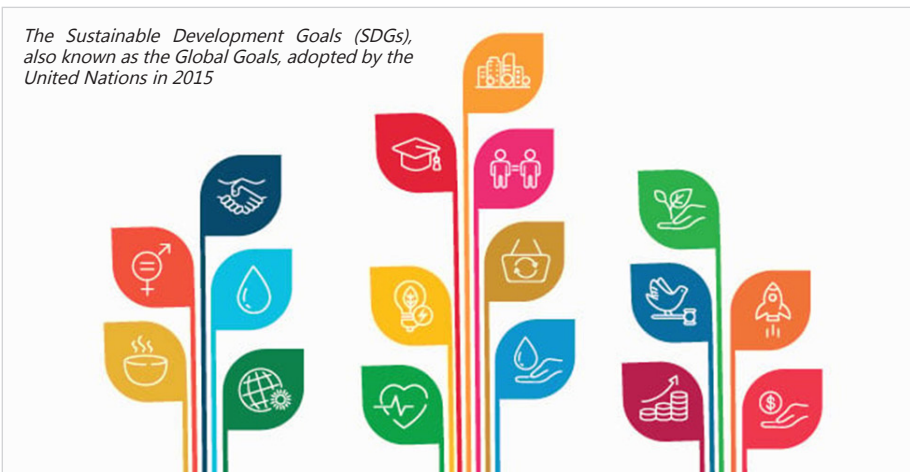 The Sustainable Development Goals (SDGs),
also known as the Global Goals, adopted by the
United Nations in 2015